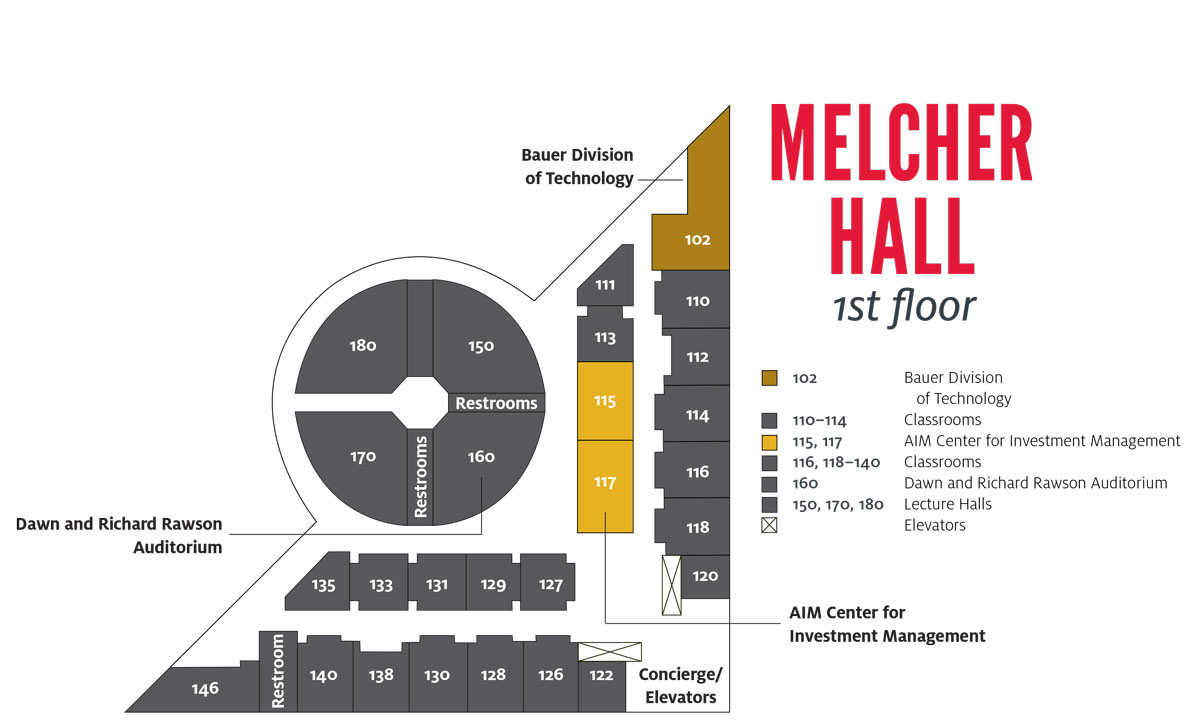 MELCHER
HALL
1st floor
Bauer Division
of Technology
102
111
110
113
112
180
150
115
114
Restrooms
170
Restrooms
160
116
117
118
Dawn and Richard Rawson
Auditorium
120
135
133
131
129
127
AIM Center for
Investment Management
146
Restroom
140
138
130
128
126
122
Concierge/
Elevators
102 Bauer Division
of Technology
110–114 Classrooms
115, 117 AIM Center for Investment Management
116, 118–140 Classrooms
160 Dawn and Richard Rawson Auditorium
150, 170, 180 Lecture Halls
Elevators